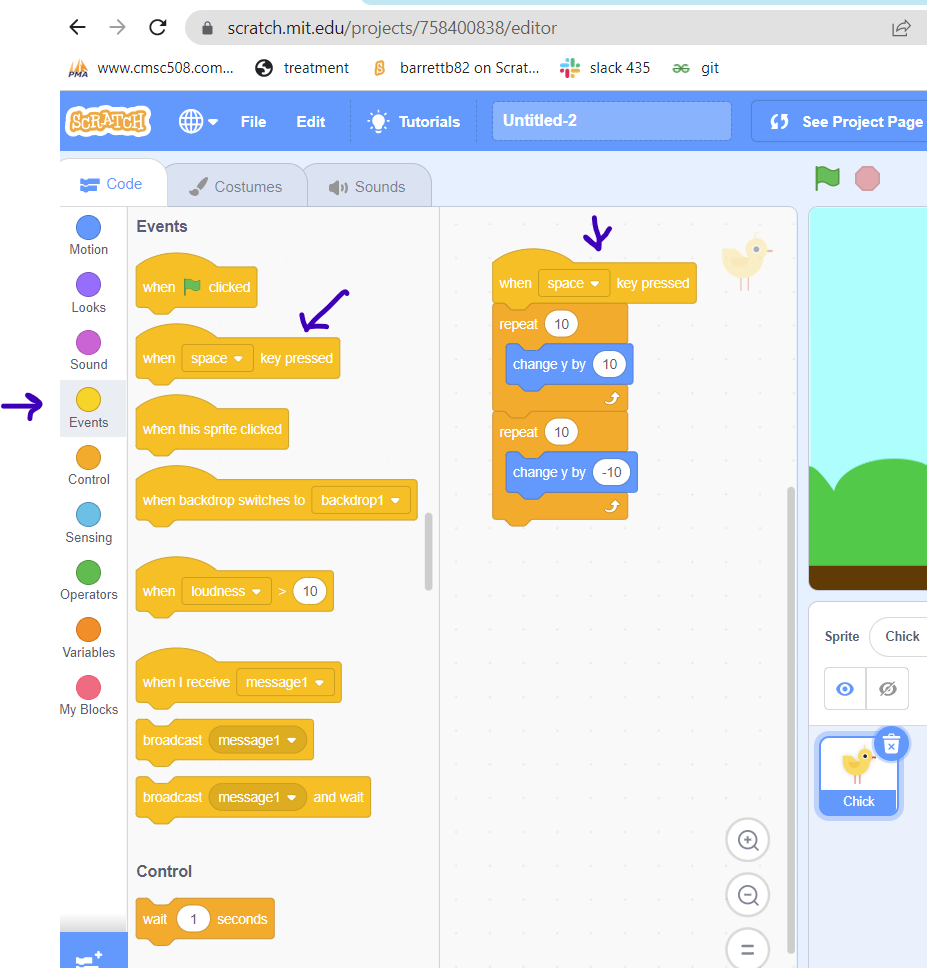 scratch.mit.edu/projects/758400838/editor
PMA www.cmsc508.com... treatment barrettb82 on Scrat... slack 435 git
SCRATCH File Edit Tutorials Untitled-2 See Project Page
Code Costumes Sounds
Motion
Looks
Sound
Events
Control
Sensing
Operators
Variables
My Blocks
Events
when clicked
when space key pressed
when this sprite clicked
when backdrop switches to backdrop1
when loudness > 10
when I receive message1
broadcast message1
broadcast message1 and wait
Control
wait 1 seconds
when space key pressed
repeat 10
change y by 10
repeat 10
change y by -10
Sprite Chick
Chick